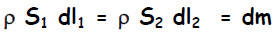 ρ S₁ dl₁ = ρ S₂ dl₂ = dm